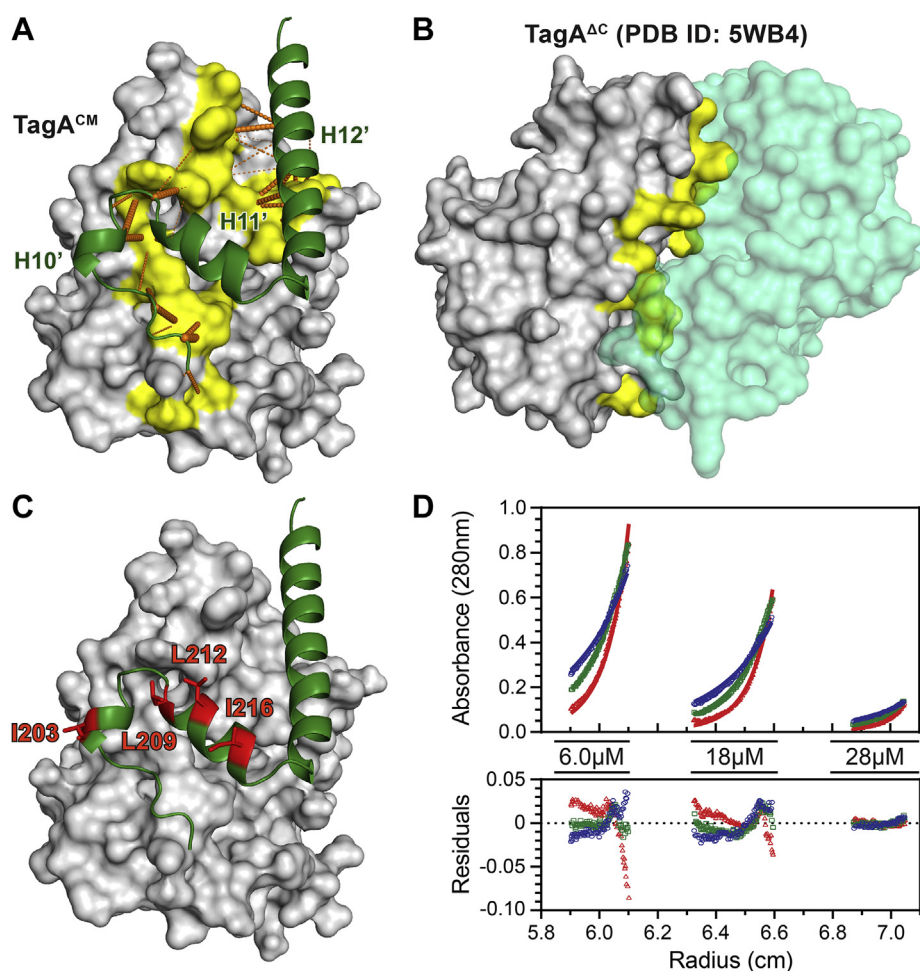 A
B
TagA^ΔC (PDB ID: 5WB4)
TagA^CM
H12'
H11'
H10'
C
D
L212
I216
I203
L209
Absorbance (280nm)
1.0
0.8
0.6
0.4
0.2
0.0
6.0µM
18µM
28µM
Residuals
0.05
0
-0.05
-0.10
5.8
6.0
6.2
6.4
6.6
6.8
7.0
Radius (cm)